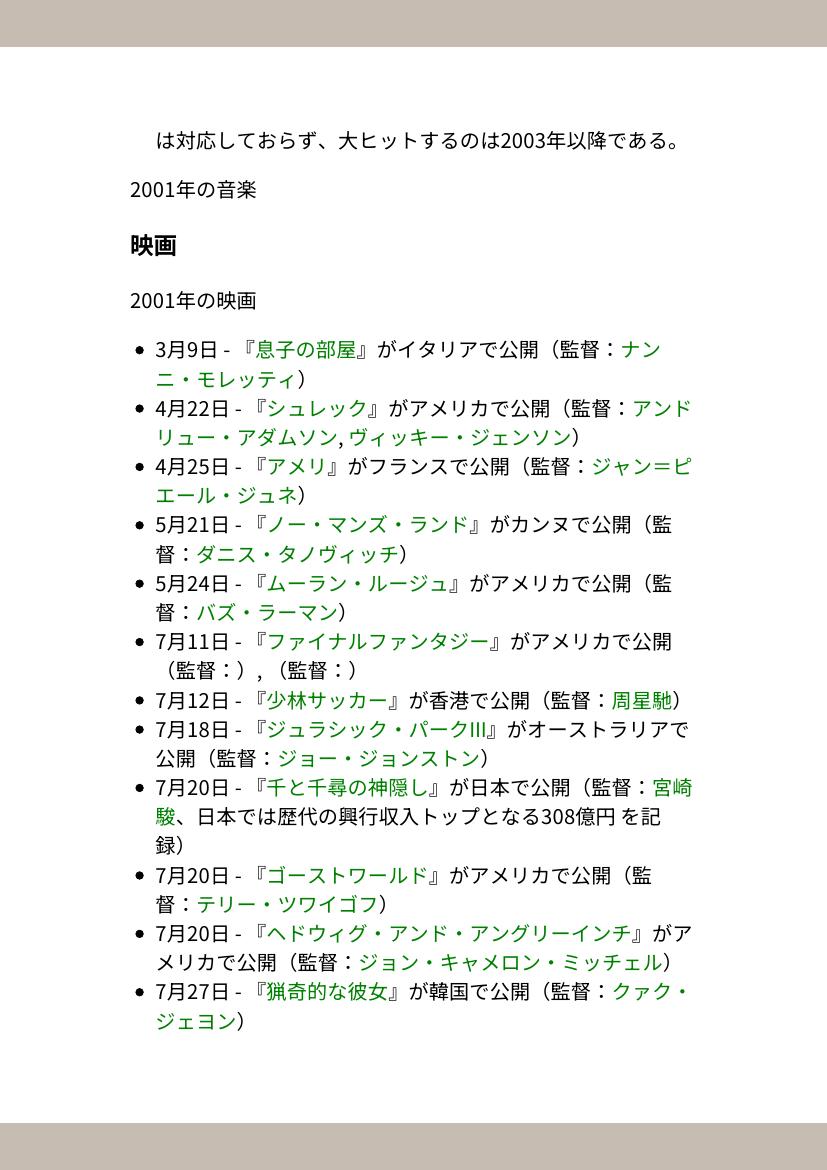 は対応しておらず、大ヒットするのは2003年以降である。
2001年の音楽
映画
2001年の映画
• 3月9日 - 『息子の部屋』がイタリアで公開（監督：ナン
ニ・モレッティ）
• 4月22日 - 『シュレック』がアメリカで公開（監督：アンド
リュー・アダムソン, ヴィッキー・ジェンソン）
• 4月25日 - 『アメリ』がフランスで公開（監督：ジャン＝ピ
エール・ジュネ）
• 5月21日 - 『ノー・マンズ・ランド』がカンヌで公開（監
督：ダニス・タノヴィッチ）
• 5月24日 - 『ムーラン・ルージュ』がアメリカで公開（監
督：バズ・ラーマン）
• 7月11日 - 『ファイナルファンタジー』がアメリカで公開
（監督：）, （監督：）
• 7月12日 - 『少林サッカー』が香港で公開（監督：周星馳）
• 7月18日 - 『ジュラシック・パークIII』がオーストラリアで
公開（監督：ジョー・ジョンストン）
• 7月20日 - 『千と千尋の神隠し』が日本で公開（監督：宮崎
駿、日本では歴代の興行収入トップとなる308億円 を記
録）
• 7月20日 - 『ゴーストワールド』がアメリカで公開（監
督：テリー・ツワイゴフ）
• 7月20日 - 『ヘドウィグ・アンド・アングリーインチ』がア
メリカで公開（監督：ジョン・キャメロン・ミッチェル）
• 7月27日 - 『猟奇的な彼女』が韓国で公開（監督：クァク・
ジェヨン）